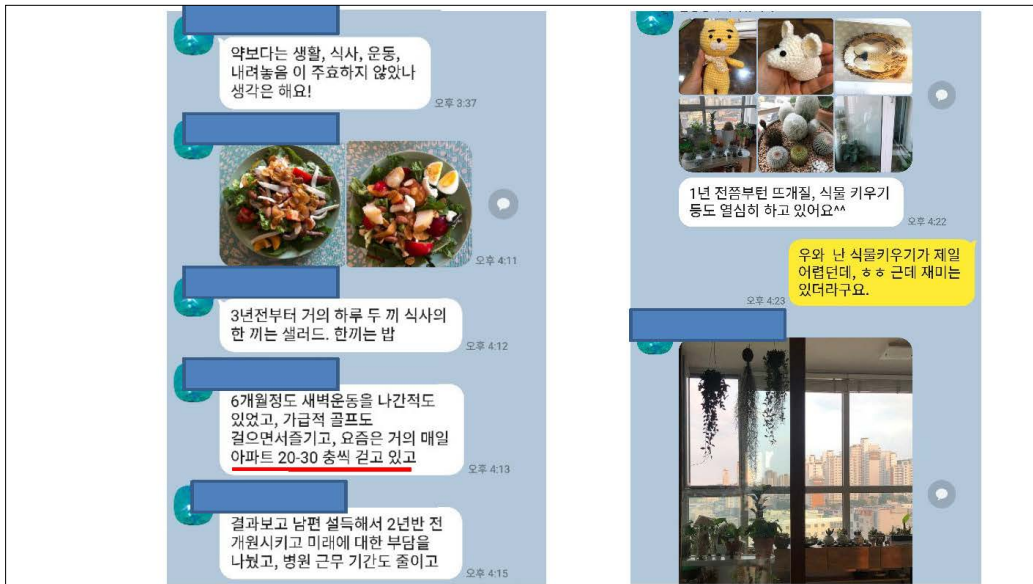 약보다는 생활, 식사, 운동,
내려놓음 이 주효하지 않았나
생각은 해요!
오후 3:37
오후 4:11
3년전부터 거의 하루 두 끼 식사의
한 끼는 샐러드. 한끼는 밥
오후 4:12
6개월정도 새벽운동을 나간적도
있었고, 가급적 골프도
걸으면서즐기고, 요즘은 거의 매일
아파트 20-30 층씩 걷고 있고
오후 4:13
결과보고 남편 설득해서 2년반 전
개원시키고 미래에 대한 부담을
나눴고, 병원 근무 기간도 줄이고
오후 4:15
1년 전쯤부턴 뜨개질, 식물 키우기
등도 열심히 하고 있어요^^
오후 4:22
우와 난 식물키우기가 제일
어렵던데, ㅎㅎ 근데 재미는
있더라구요.
오후 4:23